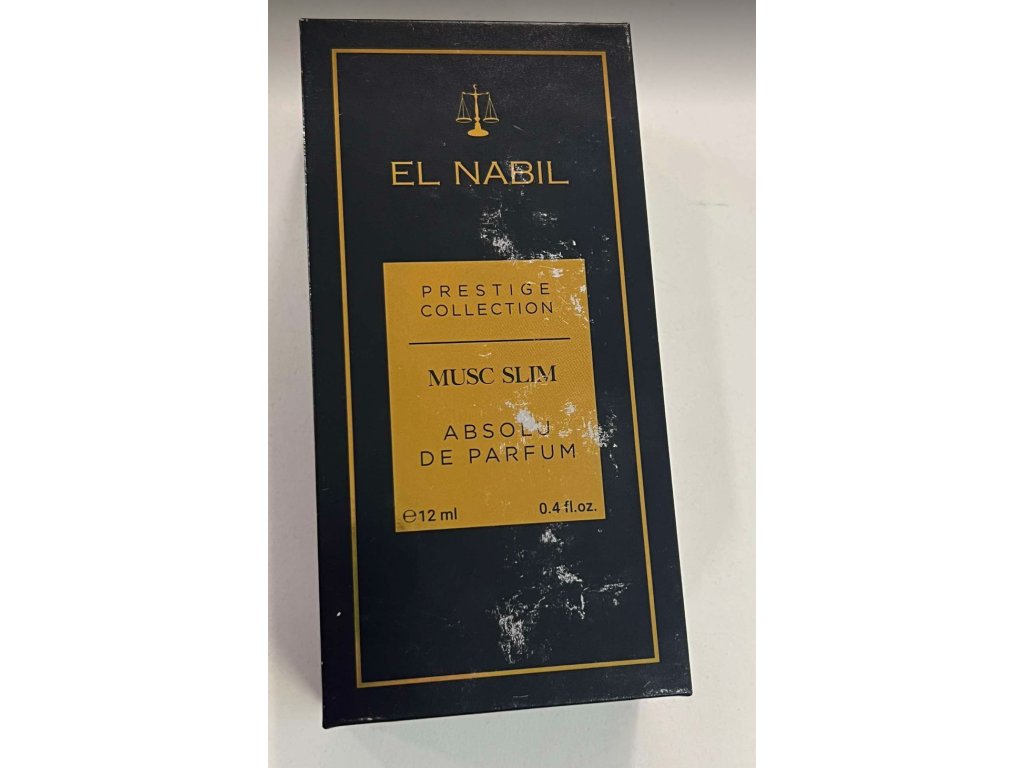 EL NABIL
PRESTIGE
COLLECTION
MUSC SLIM
ABSOLU
DE PARFUM
℮12 ml 0.4 fl.oz.